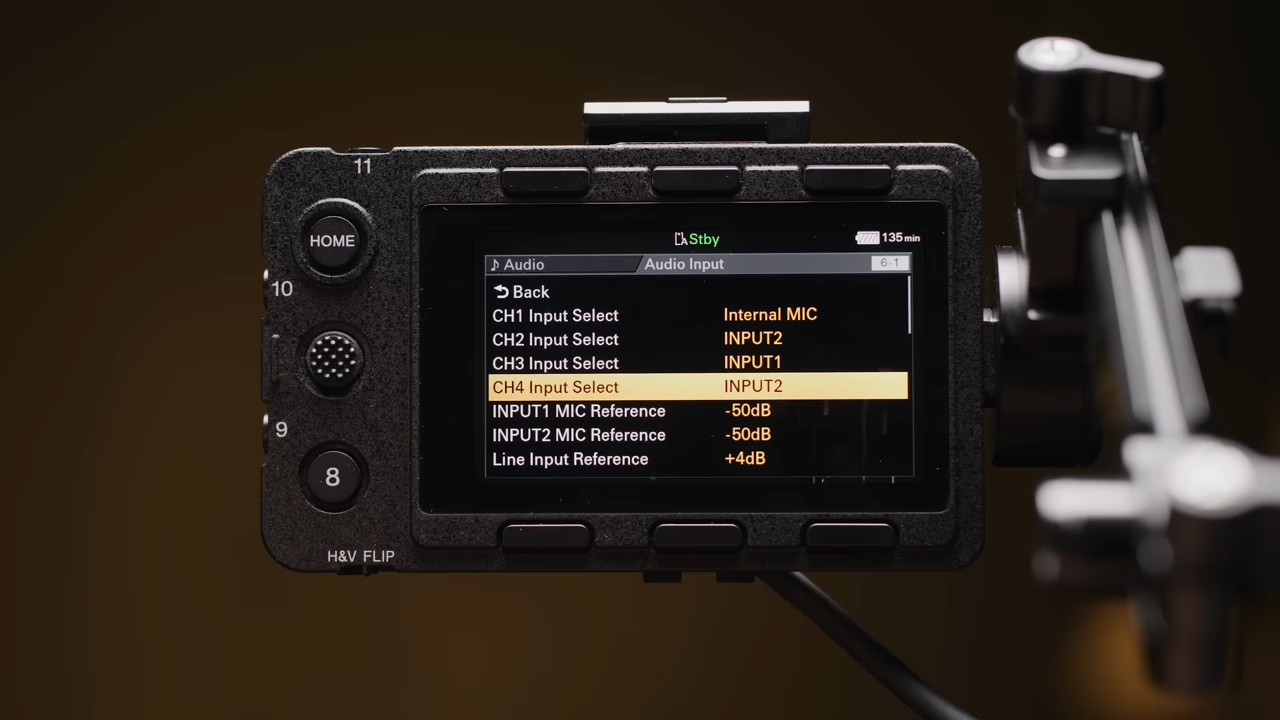 11
HOME
10
9
8
H&V FLIP
Stby 135 min
Audio Audio Input 6-1
Back
CH1 Input Select Internal MIC
CH2 Input Select INPUT2
CH3 Input Select INPUT1
CH4 Input Select INPUT2
INPUT1 MIC Reference -50dB
INPUT2 MIC Reference -50dB
Line Input Reference +4dB